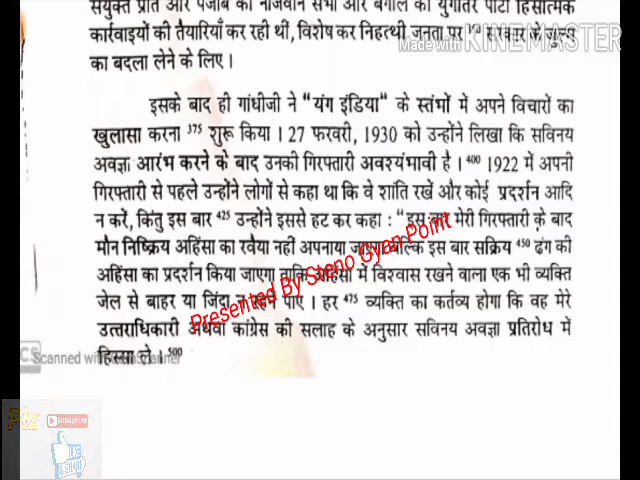 संयुक्त प्रांत और पंजाब की नौजवान सभा और बंगाल की युगांतर पार्टी हिंसात्मक
कार्रवाइयों की तैयारियाँ कर रही थीं, विशेष कर निहत्थी जनता पर सरकार के जुल्म
का बदला लेने के लिए।
Made with KINEMASTER
इसके बाद ही गांधीजी ने “यंग इंडिया” के स्तंभों में अपने विचारों का
खुलासा करना 375 शुरू किया। 27 फरवरी, 1930 को उन्होंने लिखा कि सविनय
अवज्ञा आरंभ करने के बाद उनकी गिरफ्तारी अवश्यंभावी है। 400 1922 में अपनी
गिरफ्तारी से पहले उन्होंने लोगों से कहा था कि वे शांति रखें और कोई प्रदर्शन आदि
न करें, किंतु इस बार 425 उन्होंने इससे हट कर कहा : “इस बार मेरी गिरफ्तारी के बाद
मौन निष्क्रिय अहिंसा का रवैया नहीं अपनाया जाए बल्कि इस बार सक्रिय 450 ढंग की
अहिंसा का प्रदर्शन किया जाएगा ताकि अहिंसा में विश्वास रखने वाला एक भी व्यक्ति
जेल से बाहर या जिंदा न रहने पाए। हर 475 व्यक्ति का कर्तव्य होगा कि वह मेरे
उत्तराधिकारी अथवा कांग्रेस की सलाह के अनुसार सविनय अवज्ञा प्रतिरोध में
हिस्सा ले। 500
Presented By Steno Gyan Point
CS Scanned with CamScanner
Plz SUBSCRIBE
LIKE
& SHARE